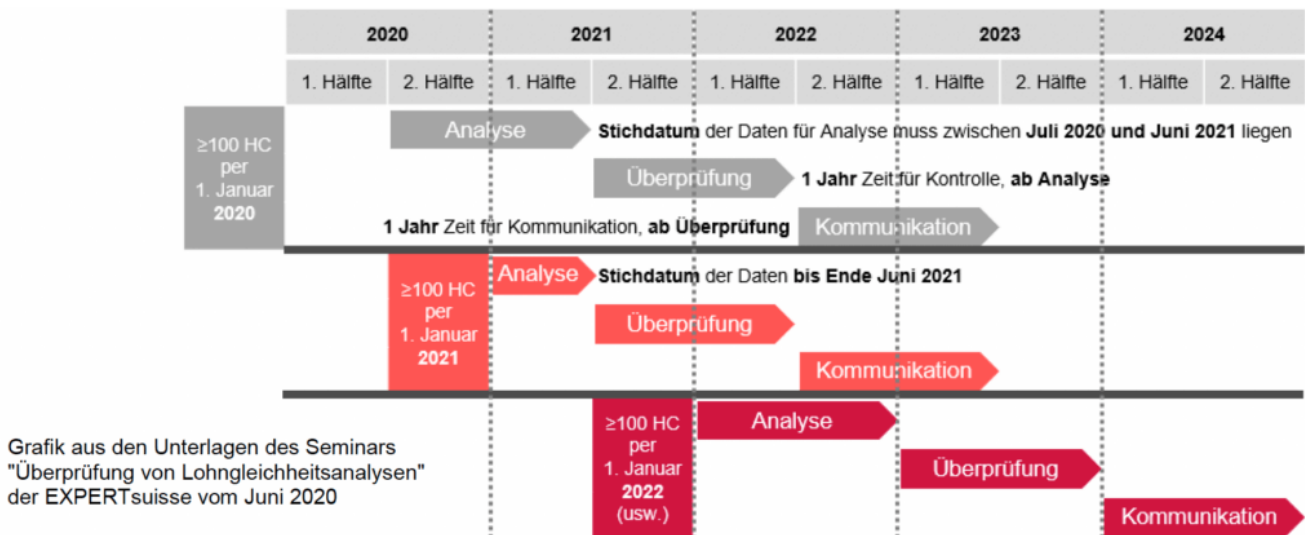 2020 2021 2022 2023 2024
1. Hälfte 2. Hälfte 1. Hälfte 2. Hälfte 1. Hälfte 2. Hälfte 1. Hälfte 2. Hälfte 1. Hälfte 2. Hälfte
≥100 HC
per
1. Januar
2020
Analyse
Stichdatum der Daten für Analyse muss zwischen Juli 2020 und Juni 2021 liegen
Überprüfung
1 Jahr Zeit für Kontrolle, ab Analyse
1 Jahr Zeit für Kommunikation, ab Überprüfung
Kommunikation
≥100 HC
per
1. Januar
2021
Analyse
Stichdatum der Daten bis Ende Juni 2021
Überprüfung
Kommunikation
≥100 HC
per
1. Januar
2022
(usw.)
Analyse
Überprüfung
Kommunikation
Grafik aus den Unterlagen des Seminars
"Überprüfung von Lohngleichheitsanalysen"
der EXPERTsuisse vom Juni 2020